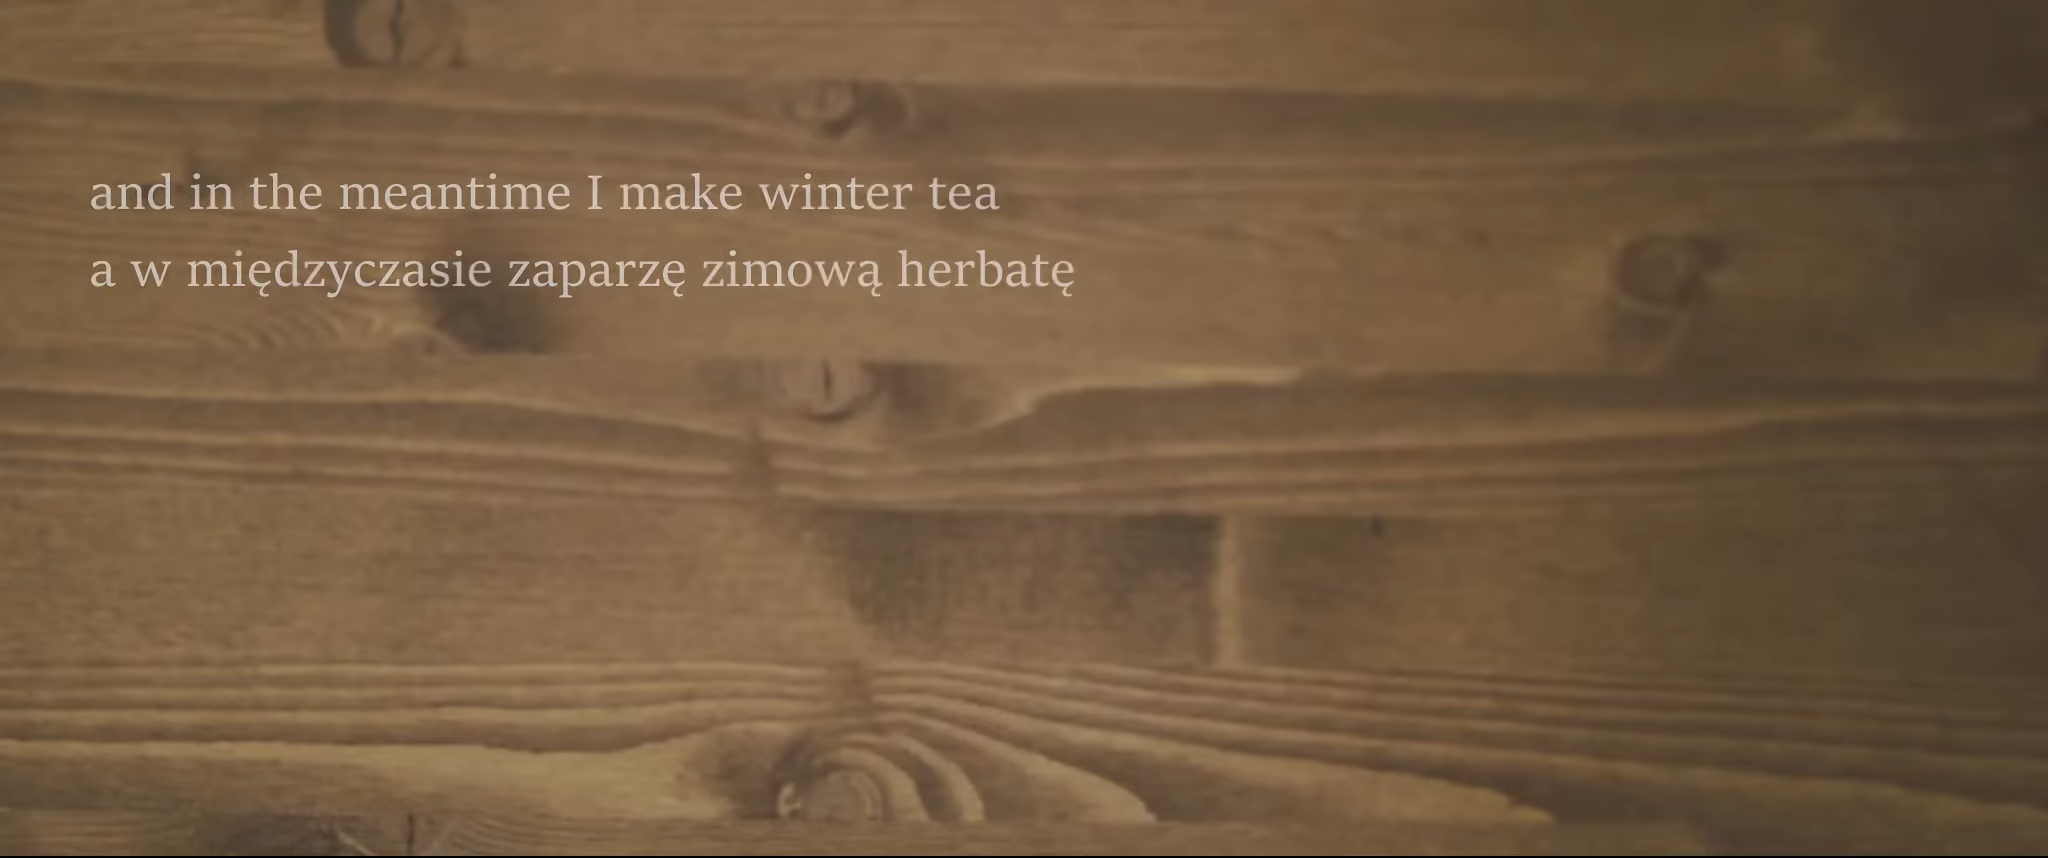 and in the meantime I make winter tea
a w międzyczasie zaparzę zimową herbatę